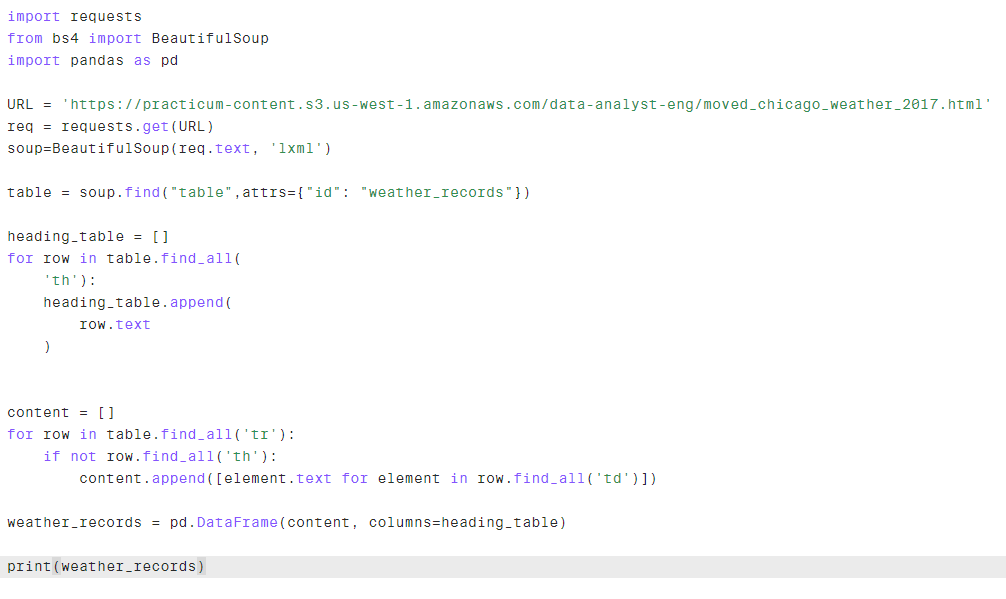 import requests
from bs4 import BeautifulSoup
import pandas as pd

URL = 'https://practicum-content.s3.us-west-1.amazonaws.com/data-analyst-eng/moved_chicago_weather_2017.html'
req = requests.get(URL)
soup=BeautifulSoup(req.text, 'lxml')

table = soup.find("table",attrs={"id": "weather_records"})

heading_table = []
for row in table.find_all(
    'th'):
    heading_table.append(
        row.text
    )


content = []
for row in table.find_all('tr'):
    if not row.find_all('th'):
        content.append([element.text for element in row.find_all('td')])

weather_records = pd.DataFrame(content, columns=heading_table)

print(weather_records)